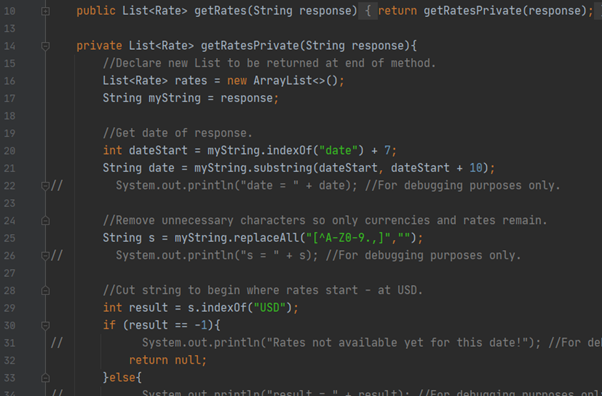 10 public List<Rate> getRates(String response) { return getRatesPrivate(response);
13
14 private List<Rate> getRatesPrivate(String response){
15 //Declare new List to be returned at end of method.
16 List<Rate> rates = new ArrayList<>();
17 String myString = response;
18
19 //Get date of response.
20 int dateStart = myString.indexOf("date") + 7;
21 String date = myString.substring(dateStart, dateStart + 10);
22 // System.out.println("date = " + date); //For debugging purposes only.
23
24 //Remove unnecessary characters so only currencies and rates remain.
25 String s = myString.replaceAll("[^A-Z0-9.,]","");
26 // System.out.println("s = " + s); //For debugging purposes only.
27
28 //Cut string to begin where rates start - at USD.
29 int result = s.indexOf("USD");
30 if (result == -1){
31 // System.out.println("Rates not available yet for this date!"); //For deb
32 return null;
33 }else{
34 // System.out.println("result = " + result); //For debugging purposes onl